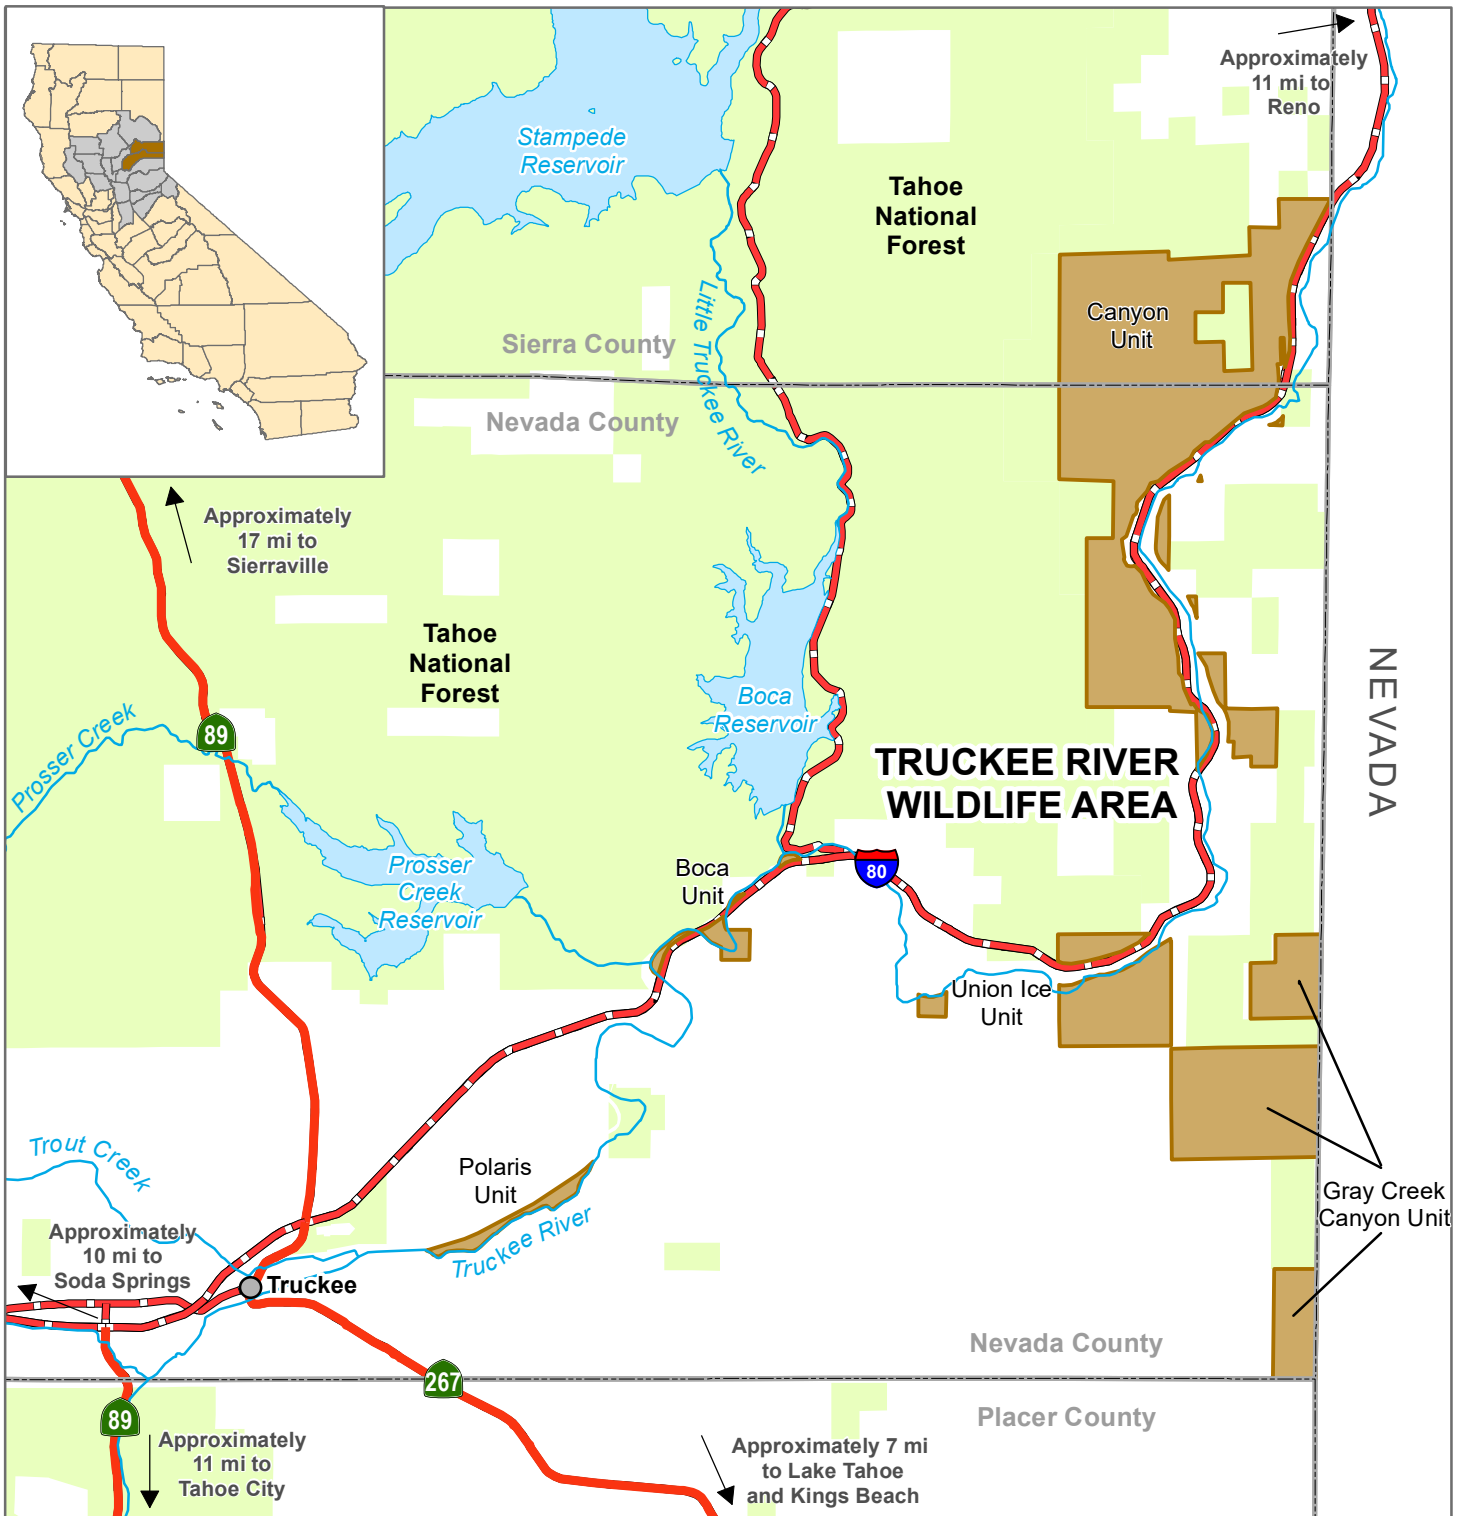 Approximately
11 mi to
Reno
Stampede
Reservoir
Tahoe
National
Forest
Canyon
Unit
Little Truckee River
Sierra County
Nevada County
Approximately
17 mi to
Sierraville
Tahoe
National
Forest
NEVADA
Boca
Reservoir
Prosser Creek
89
TRUCKEE RIVER
WILDLIFE AREA
Prosser
Creek
Reservoir
Boca
Unit
80
Union Ice
Unit
Trout Creek
Polaris
Unit
Gray Creek
Canyon Unit
Truckee River
Approximately
10 mi to
Soda Springs
Truckee
Nevada County
267
Placer County
89
Approximately
11 mi to
Tahoe City
Approximately 7 mi
to Lake Tahoe
and Kings Beach